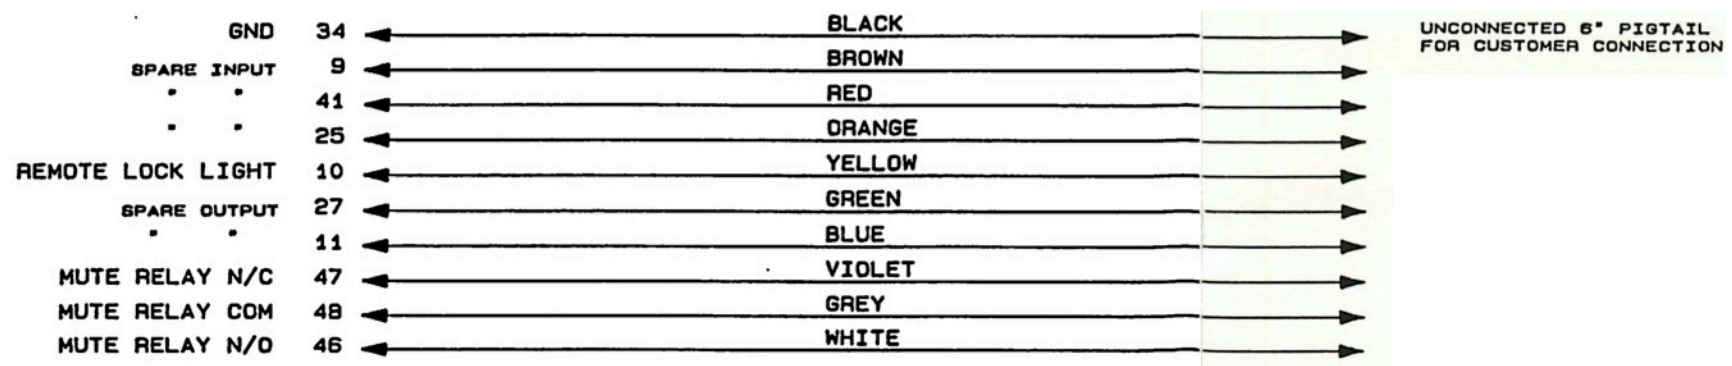 GND 34 BLACK UNCONNECTED 6" PIGTAIL
FOR CUSTOMER CONNECTION
SPARE INPUT 9 BROWN
" " 41 RED
" " 25 ORANGE
REMOTE LOCK LIGHT 10 YELLOW
SPARE OUTPUT 27 GREEN
" " 11 BLUE
MUTE RELAY N/C 47 VIOLET
MUTE RELAY COM 48 GREY
MUTE RELAY N/O 46 WHITE